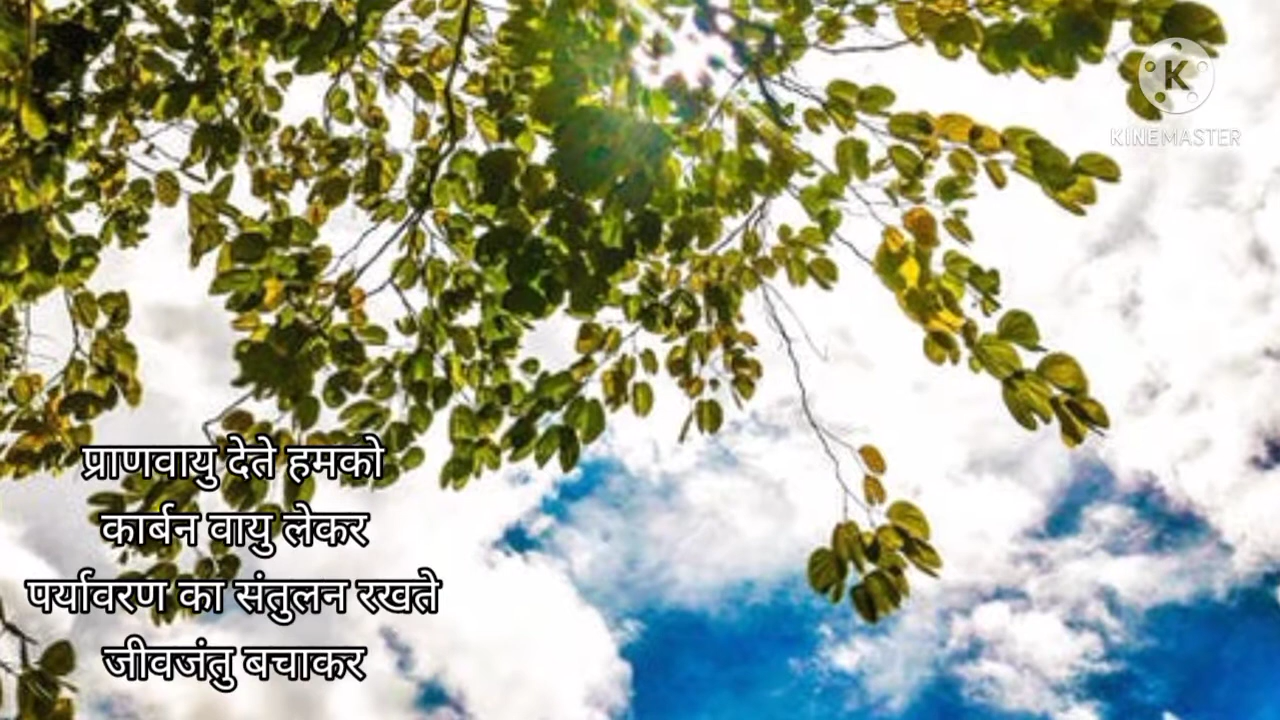 K
KINEMASTER
प्राणवायु देते हमको
कार्बन वायु लेकर
पर्यावरण का संतुलन रखते
जीवजंतु बचाकर